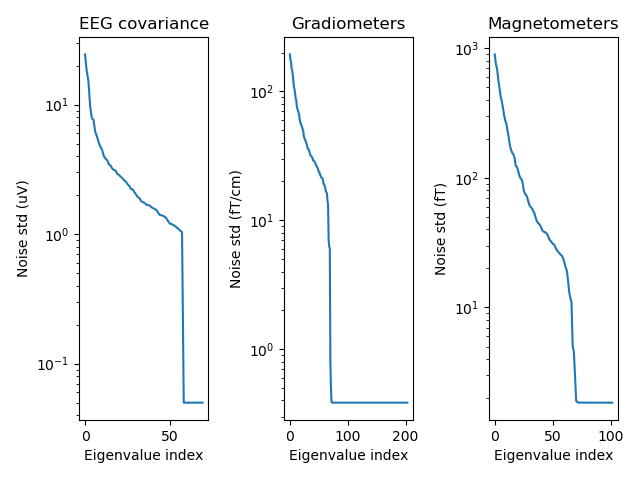 EEG covariance
Noise std (uV)
10¹
10⁰
10⁻¹
0
50
Eigenvalue index
Gradiometers
Noise std (fT/cm)
10²
10¹
10⁰
0
100
200
Eigenvalue index
Magnetometers
Noise std (fT)
10³
10²
10¹
0
50
100
Eigenvalue index